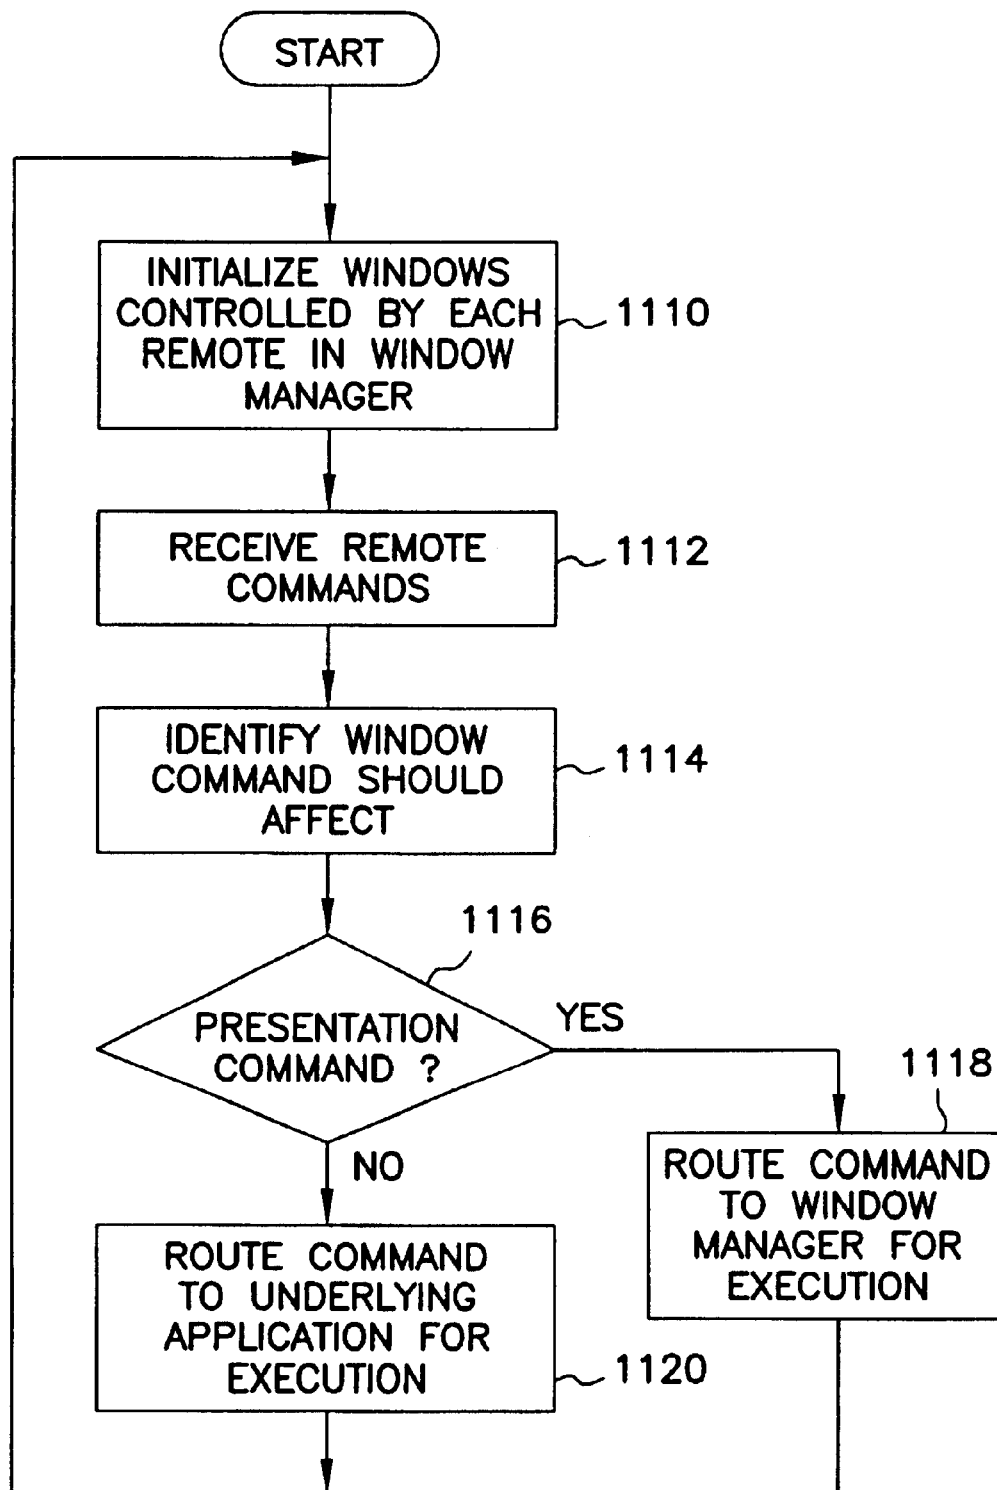 START
INITIALIZE WINDOWS
CONTROLLED BY EACH
REMOTE IN WINDOW
MANAGER
1110
RECEIVE REMOTE
COMMANDS
1112
IDENTIFY WINDOW
COMMAND SHOULD
AFFECT
1114
1116
PRESENTATION
COMMAND ?
YES
NO
1118
ROUTE COMMAND
TO WINDOW
MANAGER FOR
EXECUTION
ROUTE COMMAND
TO UNDERLYING
APPLICATION FOR
EXECUTION
1120